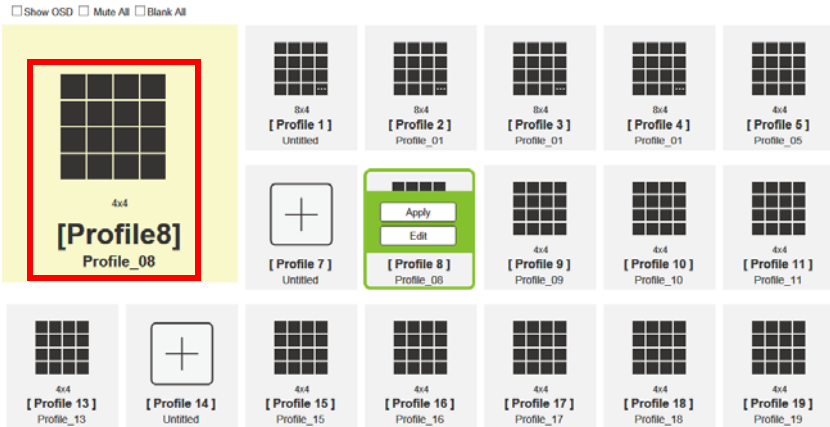 Show OSD Mute All Blank All
4x4
[Profile8]
Profile_08
8x4
[ Profile 1 ]
Untitled
8x4
[ Profile 2 ]
Profile_01
8x4
[ Profile 3 ]
Profile_01
8x4
[ Profile 4 ]
Profile_01
4x4
[ Profile 5 ]
Profile_05
[ Profile 7 ]
Untitled
Apply
Edit
[ Profile 8 ]
Profile_08
4x4
[ Profile 9 ]
Profile_09
4x4
[ Profile 10 ]
Profile_10
4x4
[ Profile 11 ]
Profile_11
4x4
[ Profile 13 ]
Profile_13
[ Profile 14 ]
Untitled
4x4
[ Profile 15 ]
Profile_15
4x4
[ Profile 16 ]
Profile_16
4x4
[ Profile 17 ]
Profile_17
4x4
[ Profile 18 ]
Profile_18
4x4
[ Profile 19 ]
Profile_19